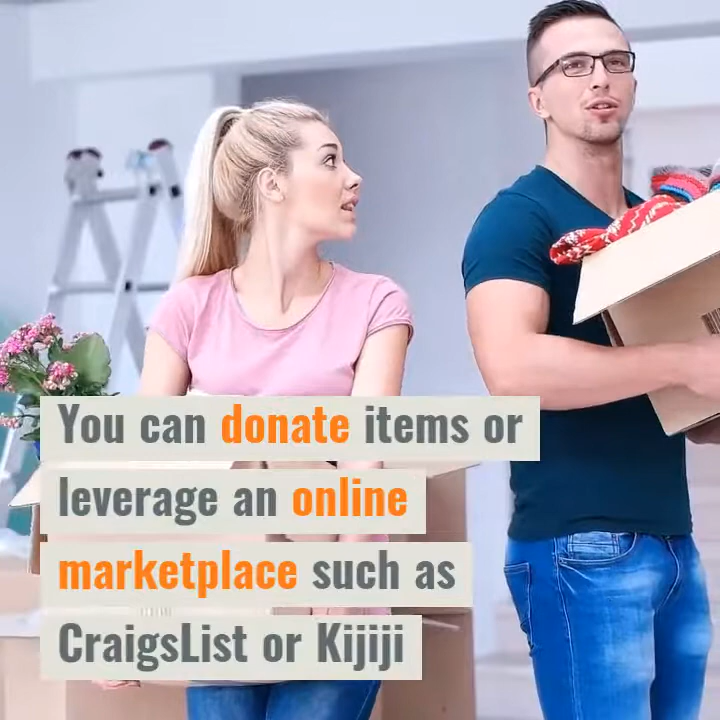 You can donate items or
leverage an online
marketplace such as
CraigsList or Kijiji